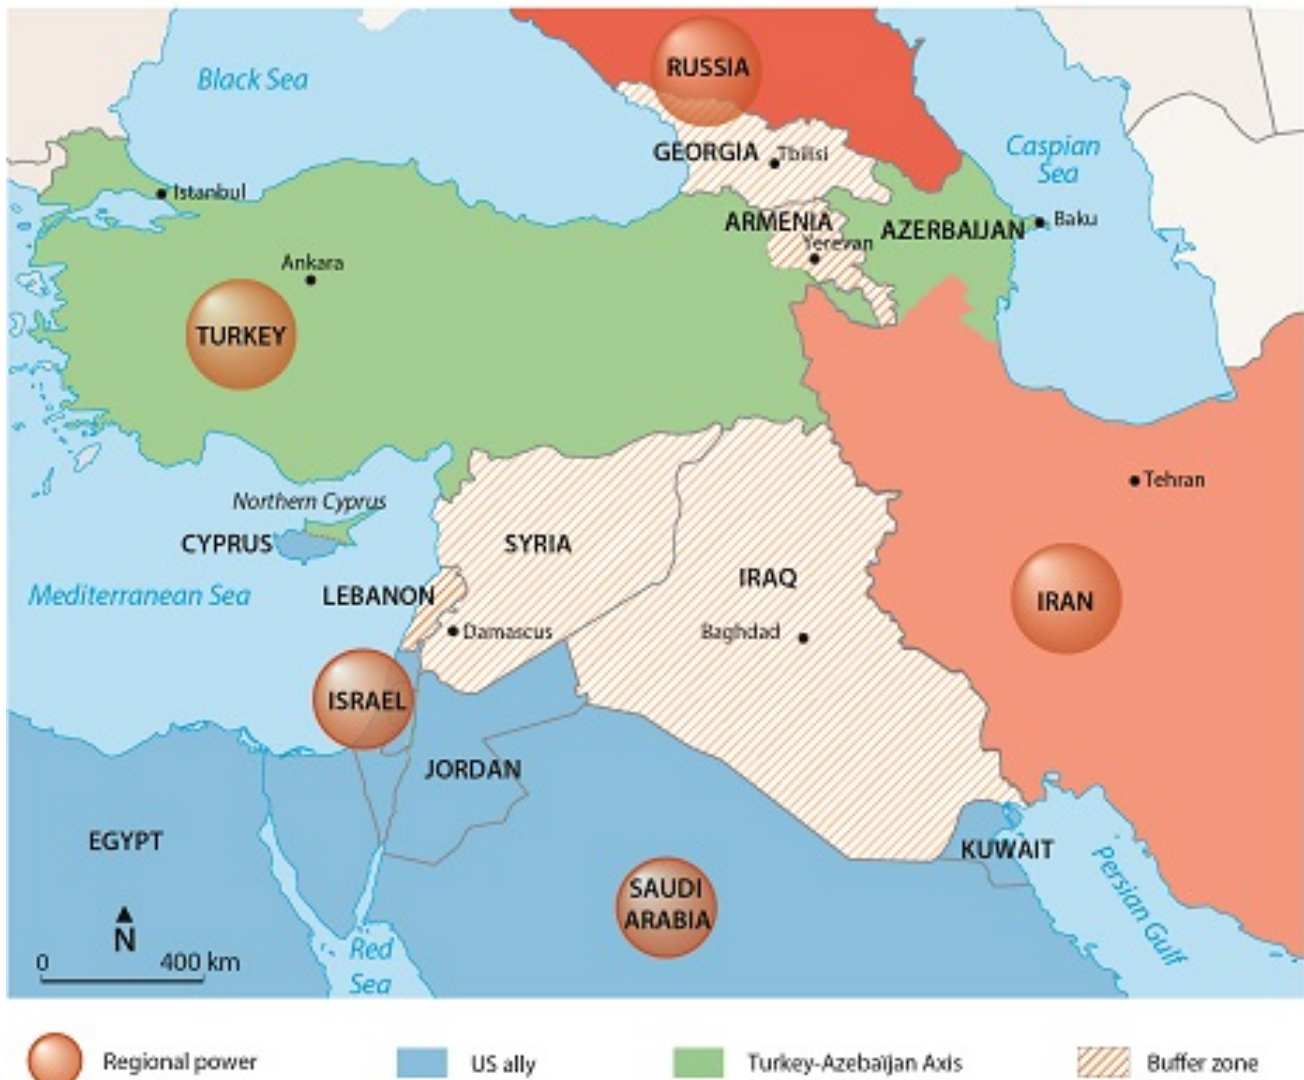 RUSSIA
Black Sea
GEORGIA
Tbilisi
Caspian
Sea
Istanbul
ARMENIA
AZERBAIJAN
Baku
Yerevan
Ankara
TURKEY
Tehran
Northern Cyprus
CYPRUS
SYRIA
IRAQ
Mediterranean Sea
LEBANON
IRAN
Damascus
Baghdad
ISRAEL
JORDAN
EGYPT
KUWAIT
SAUDI
ARABIA
Persian Gulf
N
Red
Sea
0 400 km
Regional power
US ally
Turkey-Azebaïjan Axis
Buffer zone